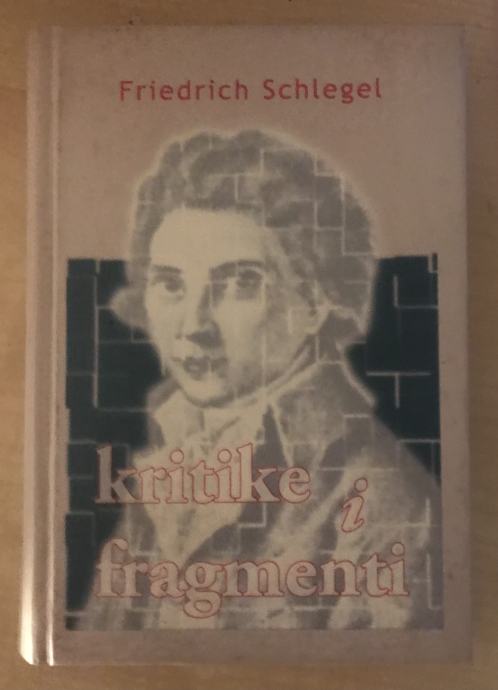 Friedrich Schlegel
kritike
i
fragmenti